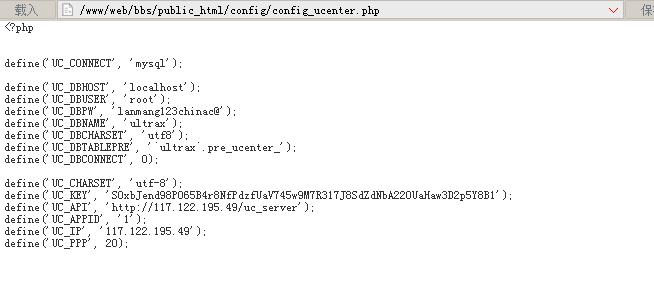 载入 /www/web/bbs/public_html/config/config_ucenter.php
<?php
define('UC_CONNECT', 'mysql');
define('UC_DBHOST', 'localhost');
define('UC_DBUSER', 'root');
define('UC_DBPW', 'lanmang123chinac@');
define('UC_DBNAME', 'ultrax');
define('UC_DBCHARSET', 'utf8');
define('UC_DBTABLEPRE', '`ultrax`.pre_ucenter_');
define('UC_DBCONNECT', 0);
define('UC_CHARSET', 'utf-8');
define('UC_KEY', 'S0xbJend98P065B4r8NfPdzfUaV745w9M7R317J8SdZdNbA220UaHaw3D2p5Y8B1');
define('UC_API', 'http://117.122.195.49/uc_server');
define('UC_APPID', '1');
define('UC_IP', '117.122.195.49');
define('UC_PPP', 20);